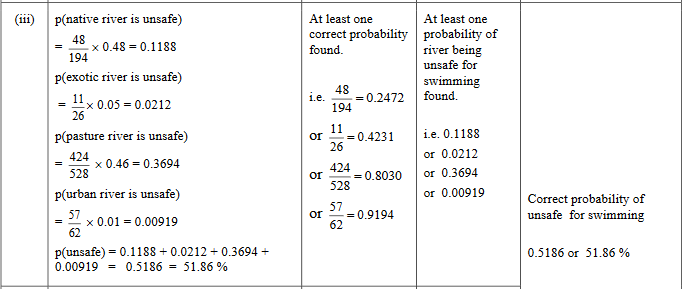 (iii)
p(native river is unsafe)
= 48/194 × 0.48 = 0.1188
p(exotic river is unsafe)
= 11/26 × 0.05 = 0.0212
p(pasture river is unsafe)
= 424/528 × 0.46 = 0.3694
p(urban river is unsafe)
= 57/62 × 0.01 = 0.00919
p(unsafe) = 0.1188 + 0.0212 + 0.3694 +
0.00919 = 0.5186 = 51.86 %
At least one
correct probability
found.
i.e. 48/194 = 0.2472
or 11/26 = 0.4231
or 424/528 = 0.8030
or 57/62 = 0.9194
At least one
probability of
river being
unsafe for
swimming
found.
i.e. 0.1188
or 0.0212
or 0.3694
or 0.00919
Correct probability of
unsafe for swimming
0.5186 or 51.86 %